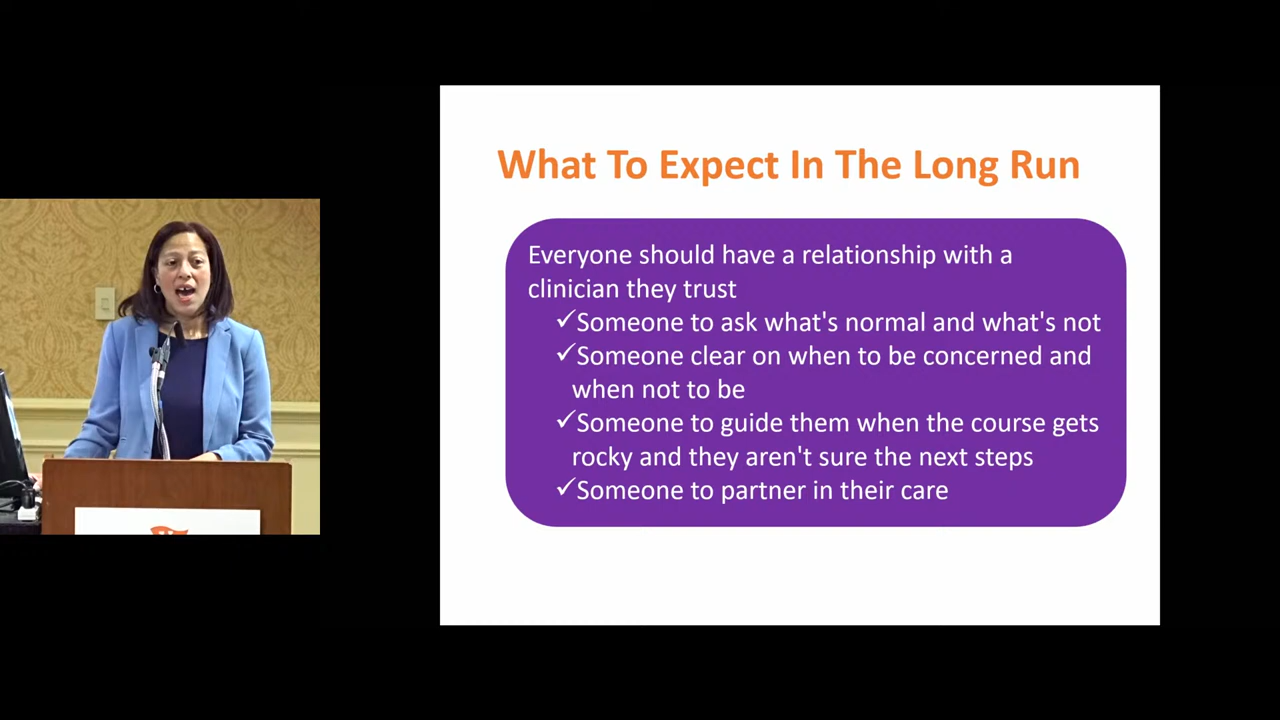 What To Expect In The Long Run
Everyone should have a relationship with a
clinician they trust
✓Someone to ask what's normal and what's not
✓Someone clear on when to be concerned and
when not to be
✓Someone to guide them when the course gets
rocky and they aren't sure the next steps
✓Someone to partner in their care